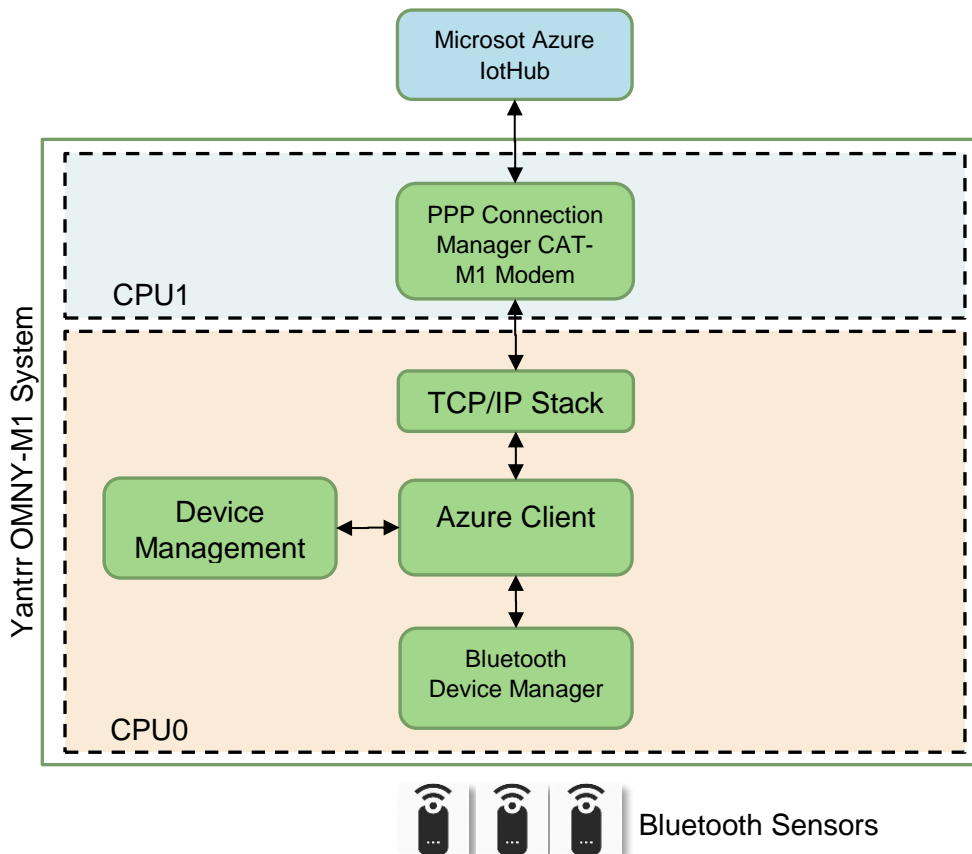 Microsot Azure
IotHub
PPP Connection
Manager CAT-
M1 Modem
CPU1
TCP/IP Stack
Device
Management
Azure Client
Bluetooth
Device Manager
CPU0
Yantrr OMNY-M1 System
Bluetooth Sensors